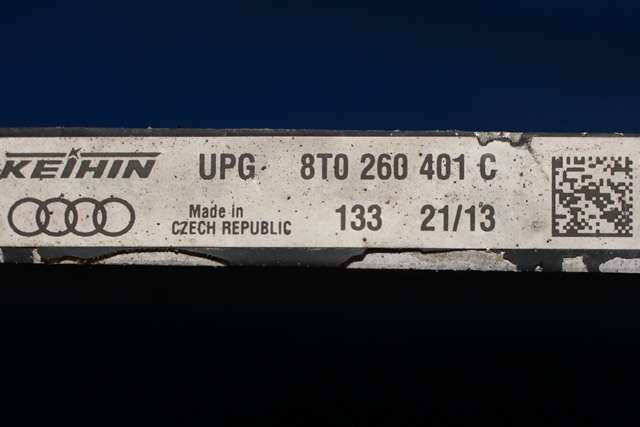 KEIHIN UPG 8T0 260 401 C
Made in
CZECH REPUBLIC 133 21/13